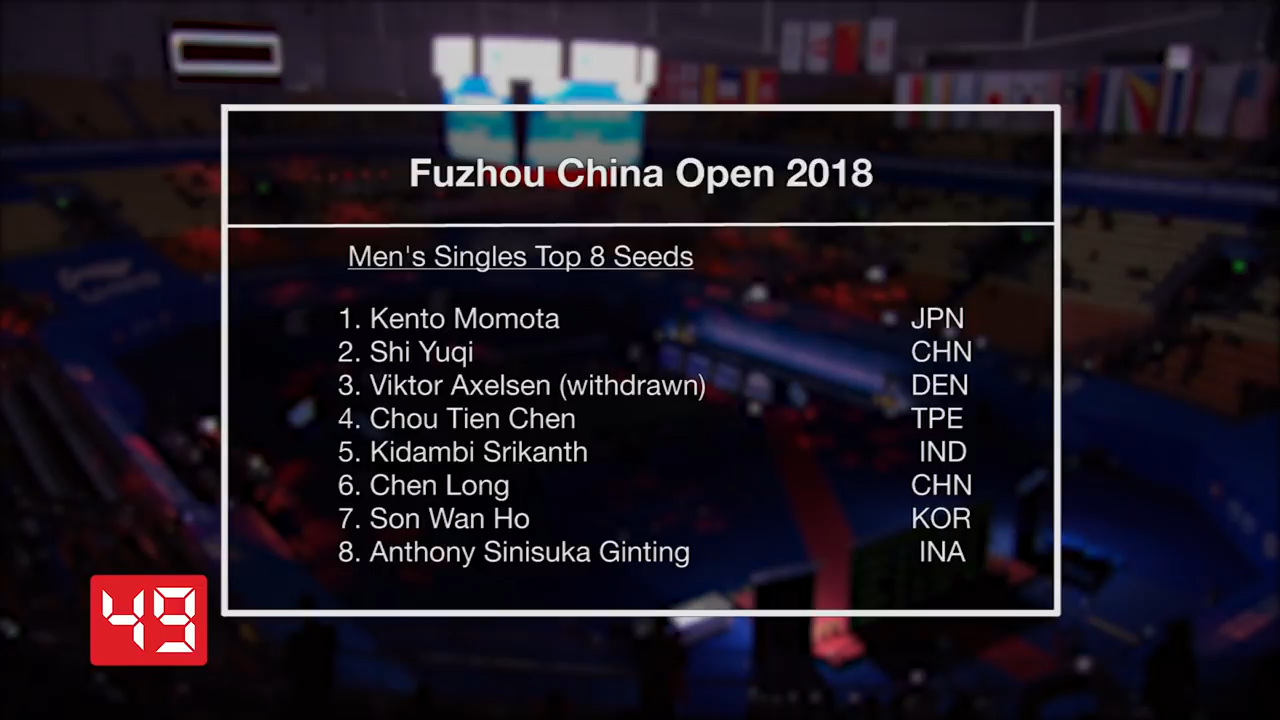 Fuzhou China Open 2018
Men's Singles Top 8 Seeds
1. Kento Momota JPN
2. Shi Yuqi CHN
3. Viktor Axelsen (withdrawn) DEN
4. Chou Tien Chen TPE
5. Kidambi Srikanth IND
6. Chen Long CHN
7. Son Wan Ho KOR
8. Anthony Sinisuka Ginting INA
49